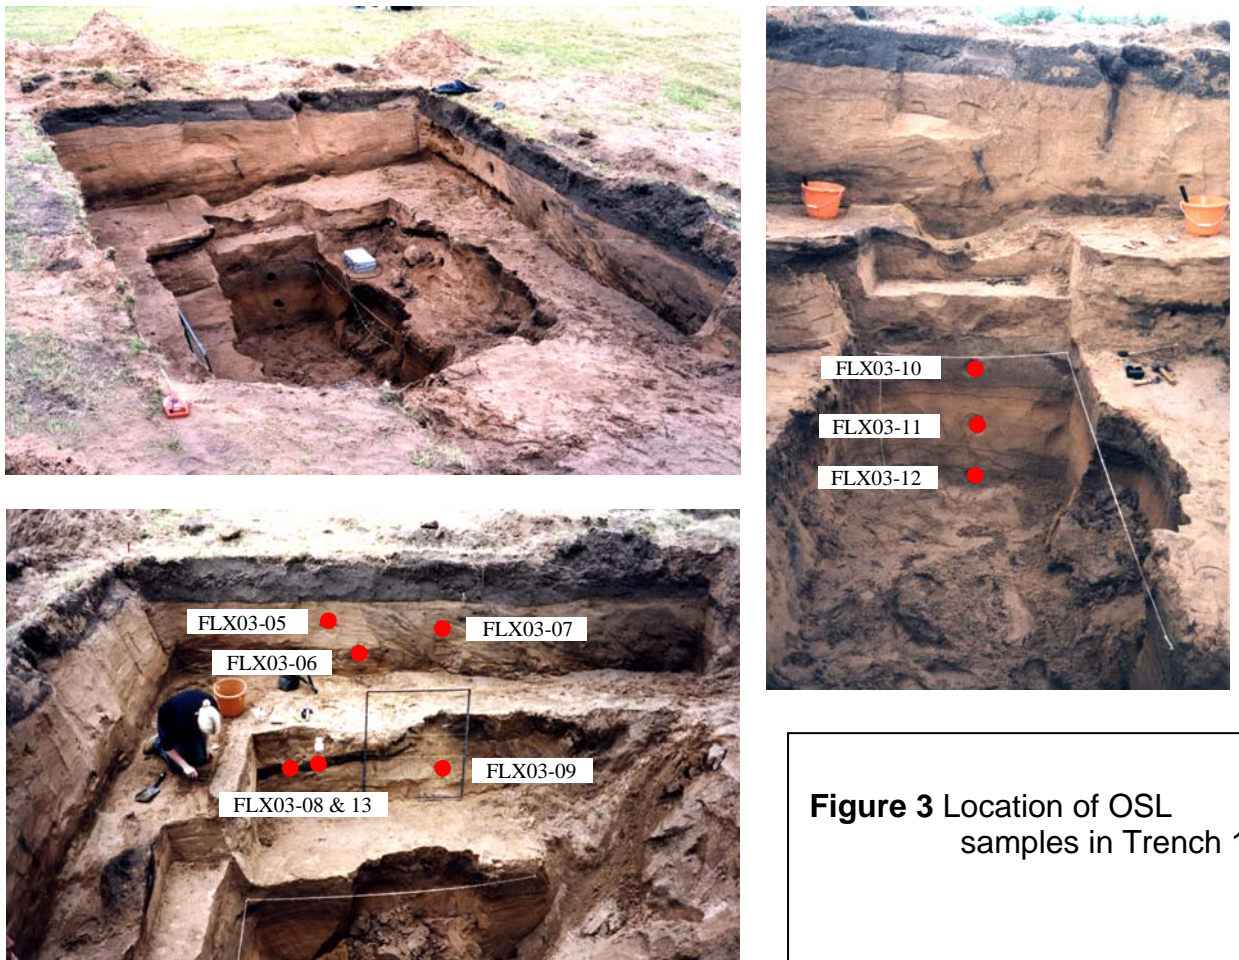 FLX03-10
FLX03-11
FLX03-12
FLX03-05
FLX03-07
FLX03-06
FLX03-09
FLX03-08 & 13
Figure 3 Location of OSL
samples in Trench 1